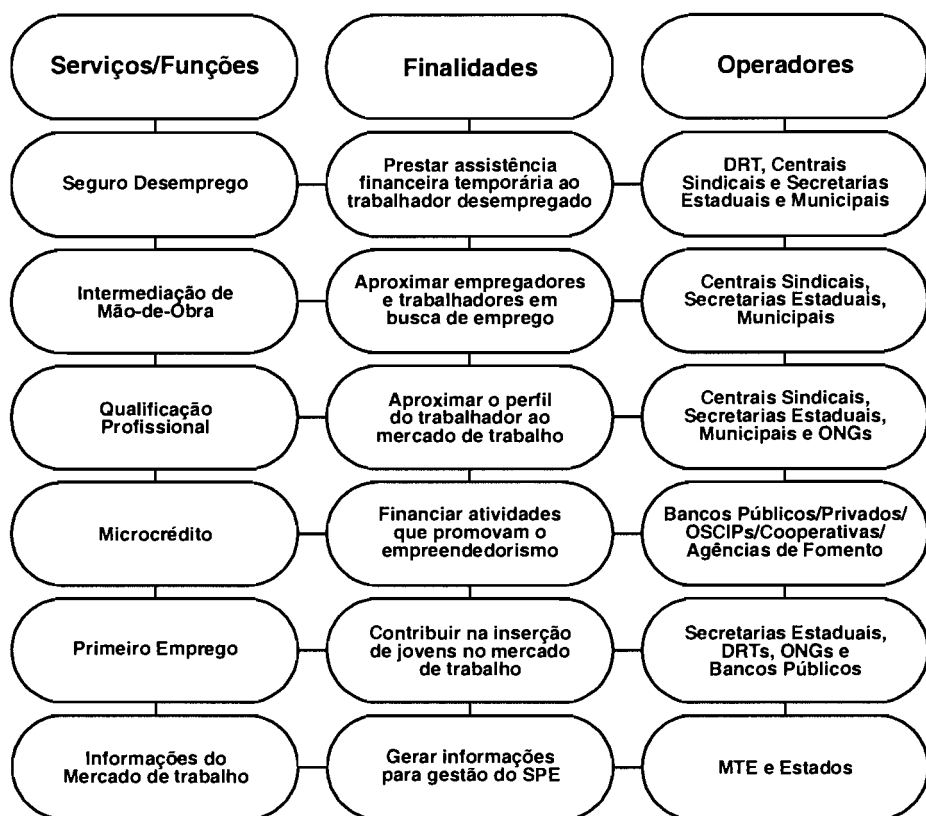 Serviços/Funções
Finalidades
Operadores
Seguro Desemprego
Prestar assistência
financeira temporária ao
trabalhador desempregado
DRT, Centrais
Sindicais e Secretarias
Estaduais e Municipais
Intermediação de
Mão-de-Obra
Aproximar empregadores
e trabalhadores em
busca de emprego
Centrais Sindicais,
Secretarias Estaduais,
Municipais
Qualificação
Profissional
Aproximar o perfil
do trabalhador ao
mercado de trabalho
Centrais Sindicais,
Secretarias Estaduais,
Municipais e ONGs
Microcrédito
Financiar atividades
que promovam o
empreendedorismo
Bancos Públicos/Privados/
OSCIPs/Cooperativas/
Agências de Fomento
Primeiro Emprego
Contribuir na inserção
de jovens no mercado
de trabalho
Secretarias Estaduais,
DRTs, ONGs e
Bancos Públicos
Informações do
Mercado de trabalho
Gerar informações
para gestão do SPE
MTE e Estados